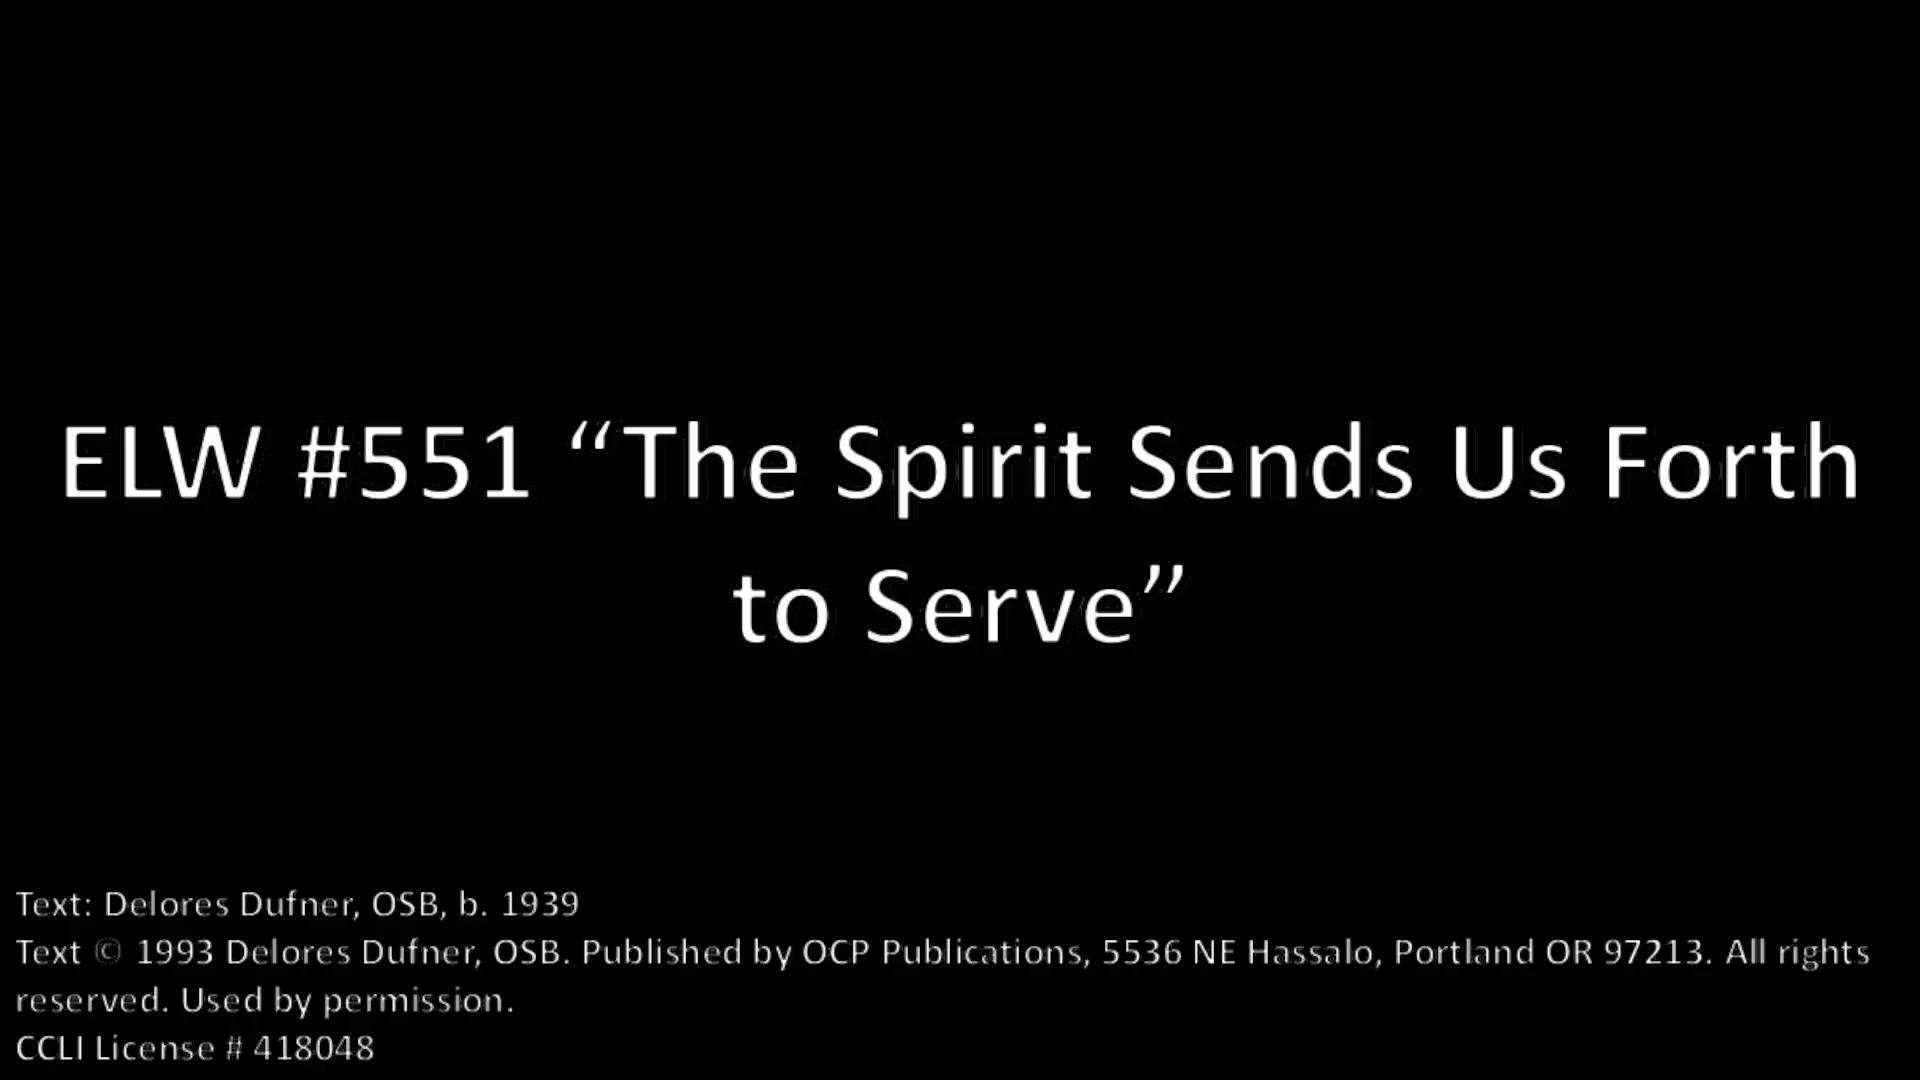 ELW #551 “The Spirit Sends Us Forth
to Serve”
Text: Delores Dufner, OSB, b. 1939
Text © 1993 Delores Dufner, OSB. Published by OCP Publications, 5536 NE Hassalo, Portland OR 97213. All rights
reserved. Used by permission.
CCLI License # 418048